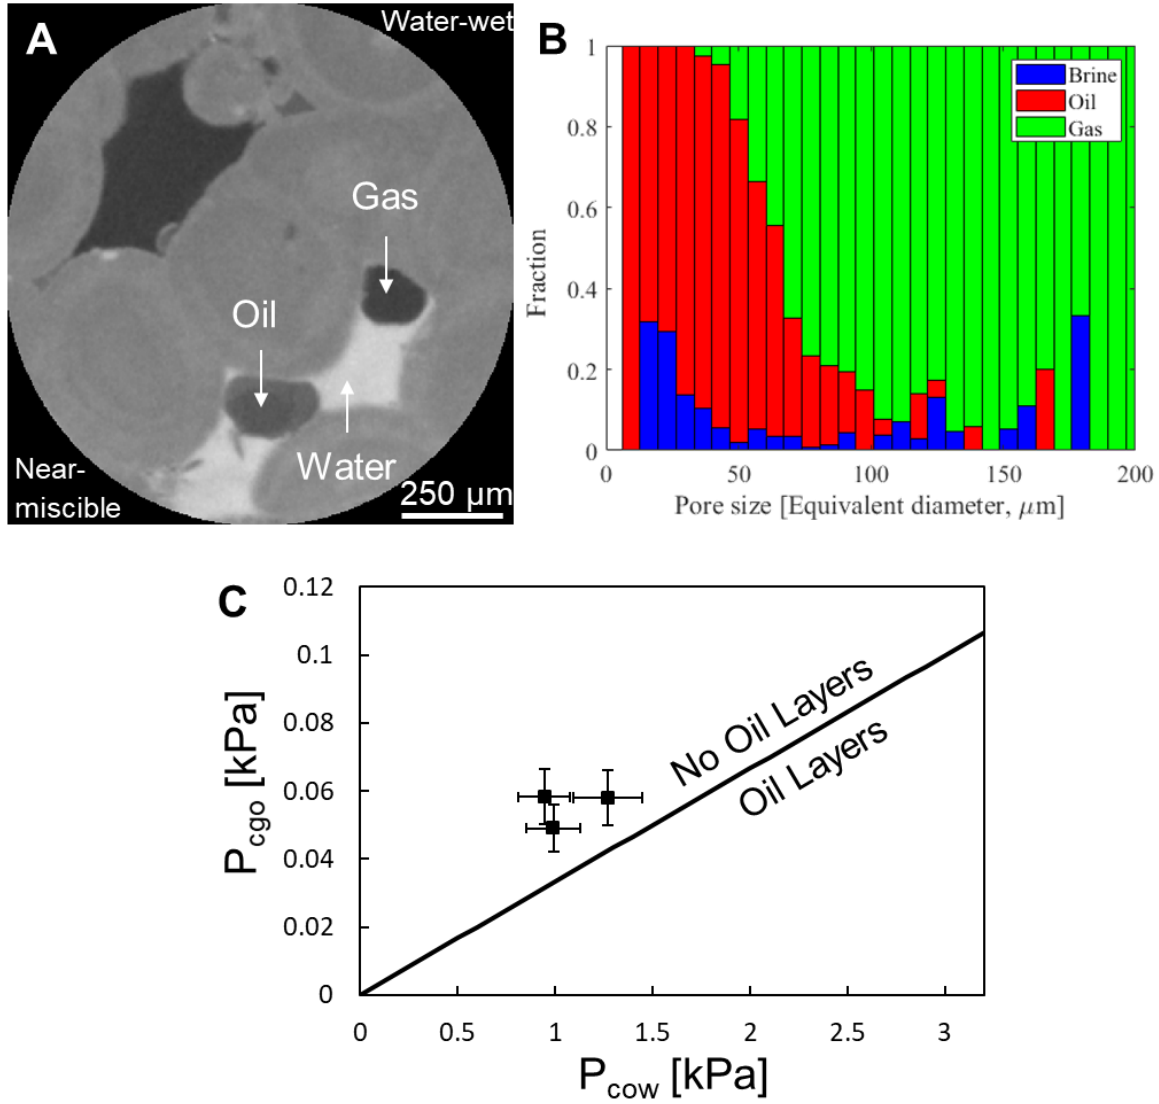 A
Water-wet
Gas
Oil
Water
Near-
miscible
250 μm
B
1
0.8
0.6
0.4
0.2
0
Fraction
Brine
Oil
Gas
0
50
100
150
200
Pore size [Equivalent diameter, μm]
C
0.12
0.1
0.08
0.06
0.04
0.02
0
Pcgo [kPa]
No Oil Layers
Oil Layers
0
0.5
1
1.5
2
2.5
3
Pcow [kPa]